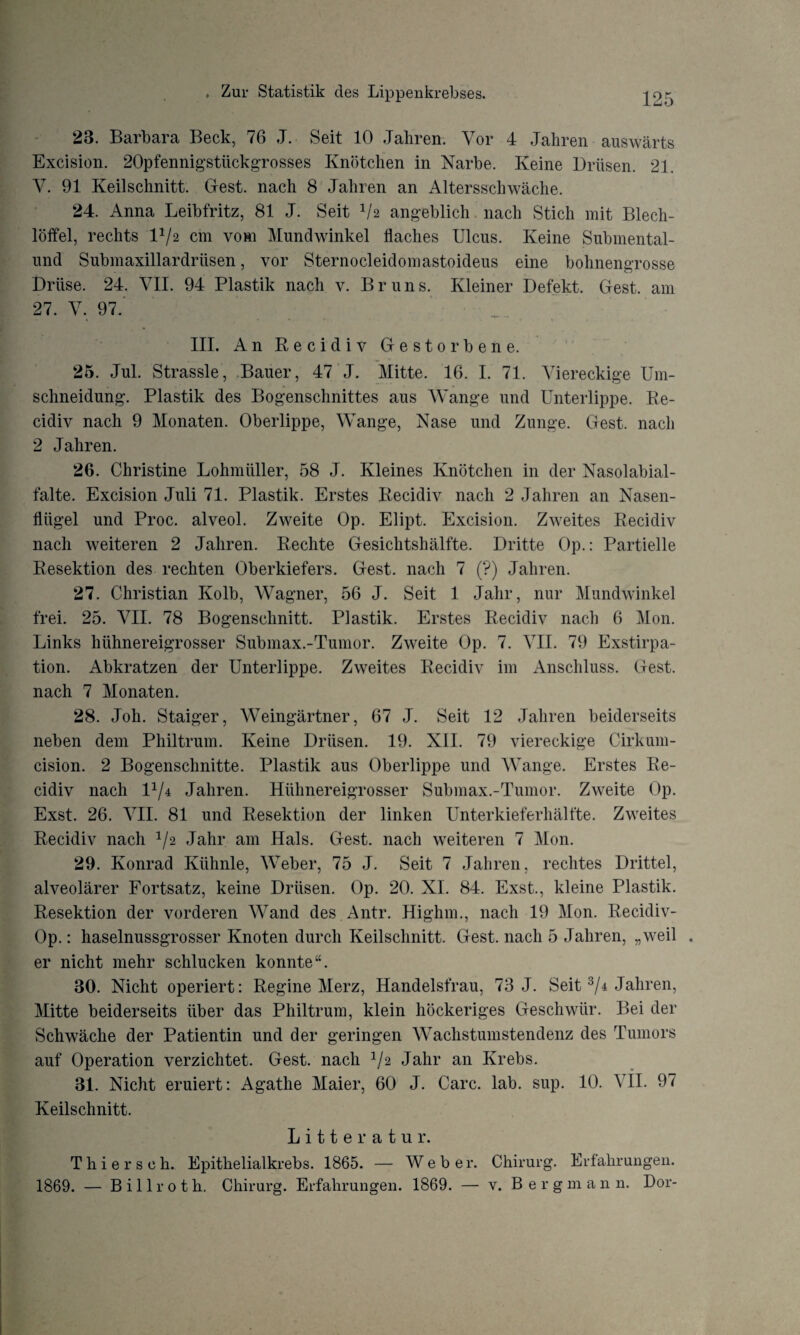 Zur Statistik des Lippenkrebses. 125
23. Barbara Beck, 76 J. Seit 10 Jahren. Vor 4 Jahren auswärts
Excision. 20pfennigstückgrosses Knötchen in Narbe. Keine Drüsen. 21.
V. 91 Keilschnitt. Gest. nach 8 Jahren an Altersschwäche.
24. Anna Leibfritz, 81 J. Seit 1/2 angeblich nach Stich mit Blech-
löffel, rechts 1 1/2 cm vom Mundwinkel flaches Ulcus. Keine Submental-
und Submaxillardrüsen, vor Sternocleidomastoideus eine bohnengrosse
Drüse. 24. VII. 94 Plastik nach v. Bruns. Kleiner Defekt. Gest. am
27. V. 97.
III. An Recidiv Gestorbene.
25. Jul. Strassle, Bauer, 47 J. Mitte. 16. I. 71. Viereckige Um-
schneidung. Plastik des Bogenschnittes aus Wange und Unterlippe. Re-
cidiv nach 9 Monaten. Oberlippe, Wange, Nase und Zunge. Gest. nach
2 Jahren.
26. Christine Lohmüller, 58 J. Kleines Knötchen in der Nasolabial-
falte. Excision Juli 71. Plastik. Erstes Recidiv nach 2 Jahren an Nasen-
flügel und Proc. alveol. Zweite Op. Elipt. Excision. Zweites Recidiv
nach weiteren 2 Jahren. Rechte Gesichtshälfte. Dritte Op.: Partielle
Resektion des rechten Oberkiefers. Gest. nach 7 (?) Jahren.
27. Christian Kolb, Wagner, 56 J. Seit 1 Jahr, nur Mundwinkel
frei. 25. VII. 78 Bogenschnitt. Plastik. Erstes Recidiv nach 6 Mon.
Links hühnereigrosser Submax.-Tumor. Zweite Op. 7. VII. 79 Exstirpa-
tion. Abkratzen der Unterlippe. Zweites Recidiv im Anschluss. Gest.
nach 7 Monaten.
28. Joh. Staiger, Weingärtner, 67 J. Seit 12 Jahren beiderseits
neben dem Philtrum. Keine Drüsen. 19. XII. 79 viereckige Cirkum-
cision. 2 Bogenschnitte. Plastik aus Oberlippe und Wange. Erstes Re-
cidiv nach 1 1/4 Jahren. Hühnereigrosser Submax.-Tumor. Zweite Op.
Exst. 26. VII. 81 und Resektion der linken Unterkieferhälfte. Zweites
Recidiv nach 1/2 Jahr am Hals. Gest. nach weiteren 7 Mon.
29. Konrad Kühnle, Weber, 75 J. Seit 7 Jahren, rechtes Drittel,
alveolärer Fortsatz, keine Drüsen. Op. 20. XI. 84. Exst., kleine Plastik.
Resektion der vorderen Wand des Antr. Highm., nach 19 Mon. Recidiv-
Op.: haselnussgrosser Knoten durch Keilschnitt. Gest. nach 5 Jahren, „weil
er nicht mehr schlucken konnte“.
30. Nicht operiert: Regine Merz, Handelsfrau, 73 J. Seit 3/4 Jahren,
Mitte beiderseits über das Philtrum, klein höckeriges Geschwür. Bei der
Schwäche der Patientin und der geringen Wachstumstendenz des Tumors
auf Operation verzichtet. Gest. nach 1/2 Jahr an Krebs.
31. Nicht eruiert: Agathe Maier, 60 J. Carc. lab. sup. 10. VII. 97
Keilschnitt.
Litteratur.
Thiersch. Epithelialkrebs. 1865. — Weber. Chirurg. Erfahrungen.
1869. — Billroth. Chirurg. Erfahrungen. 1869. — v. Bergmann. Dor-